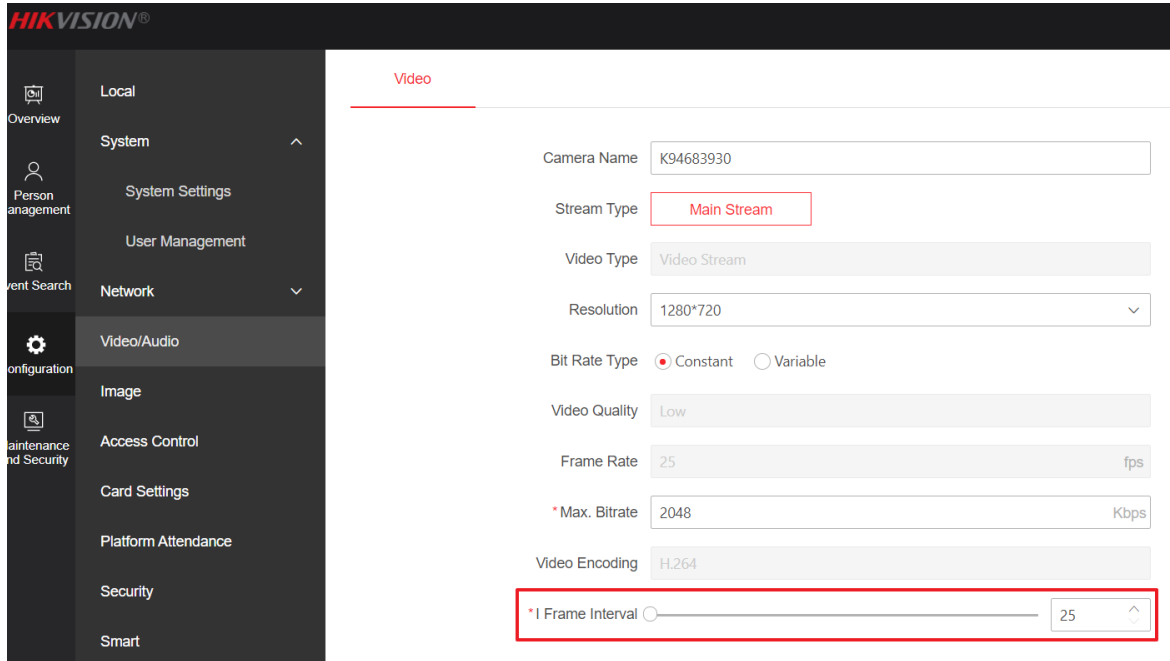 HIKVISION®
Overview
Person
anagement
vent Search
onfiguration
aintenance
nd Security
Local
System
System Settings
User Management
Network
Video/Audio
Image
Access Control
Card Settings
Platform Attendance
Security
Smart
Video
Camera Name K94683930
Stream Type Main Stream
Video Type Video Stream
Resolution 1280*720
Bit Rate Type Constant Variable
Video Quality Low
Frame Rate 25 fps
*Max. Bitrate 2048 Kbps
Video Encoding H.264
*I Frame Interval 25